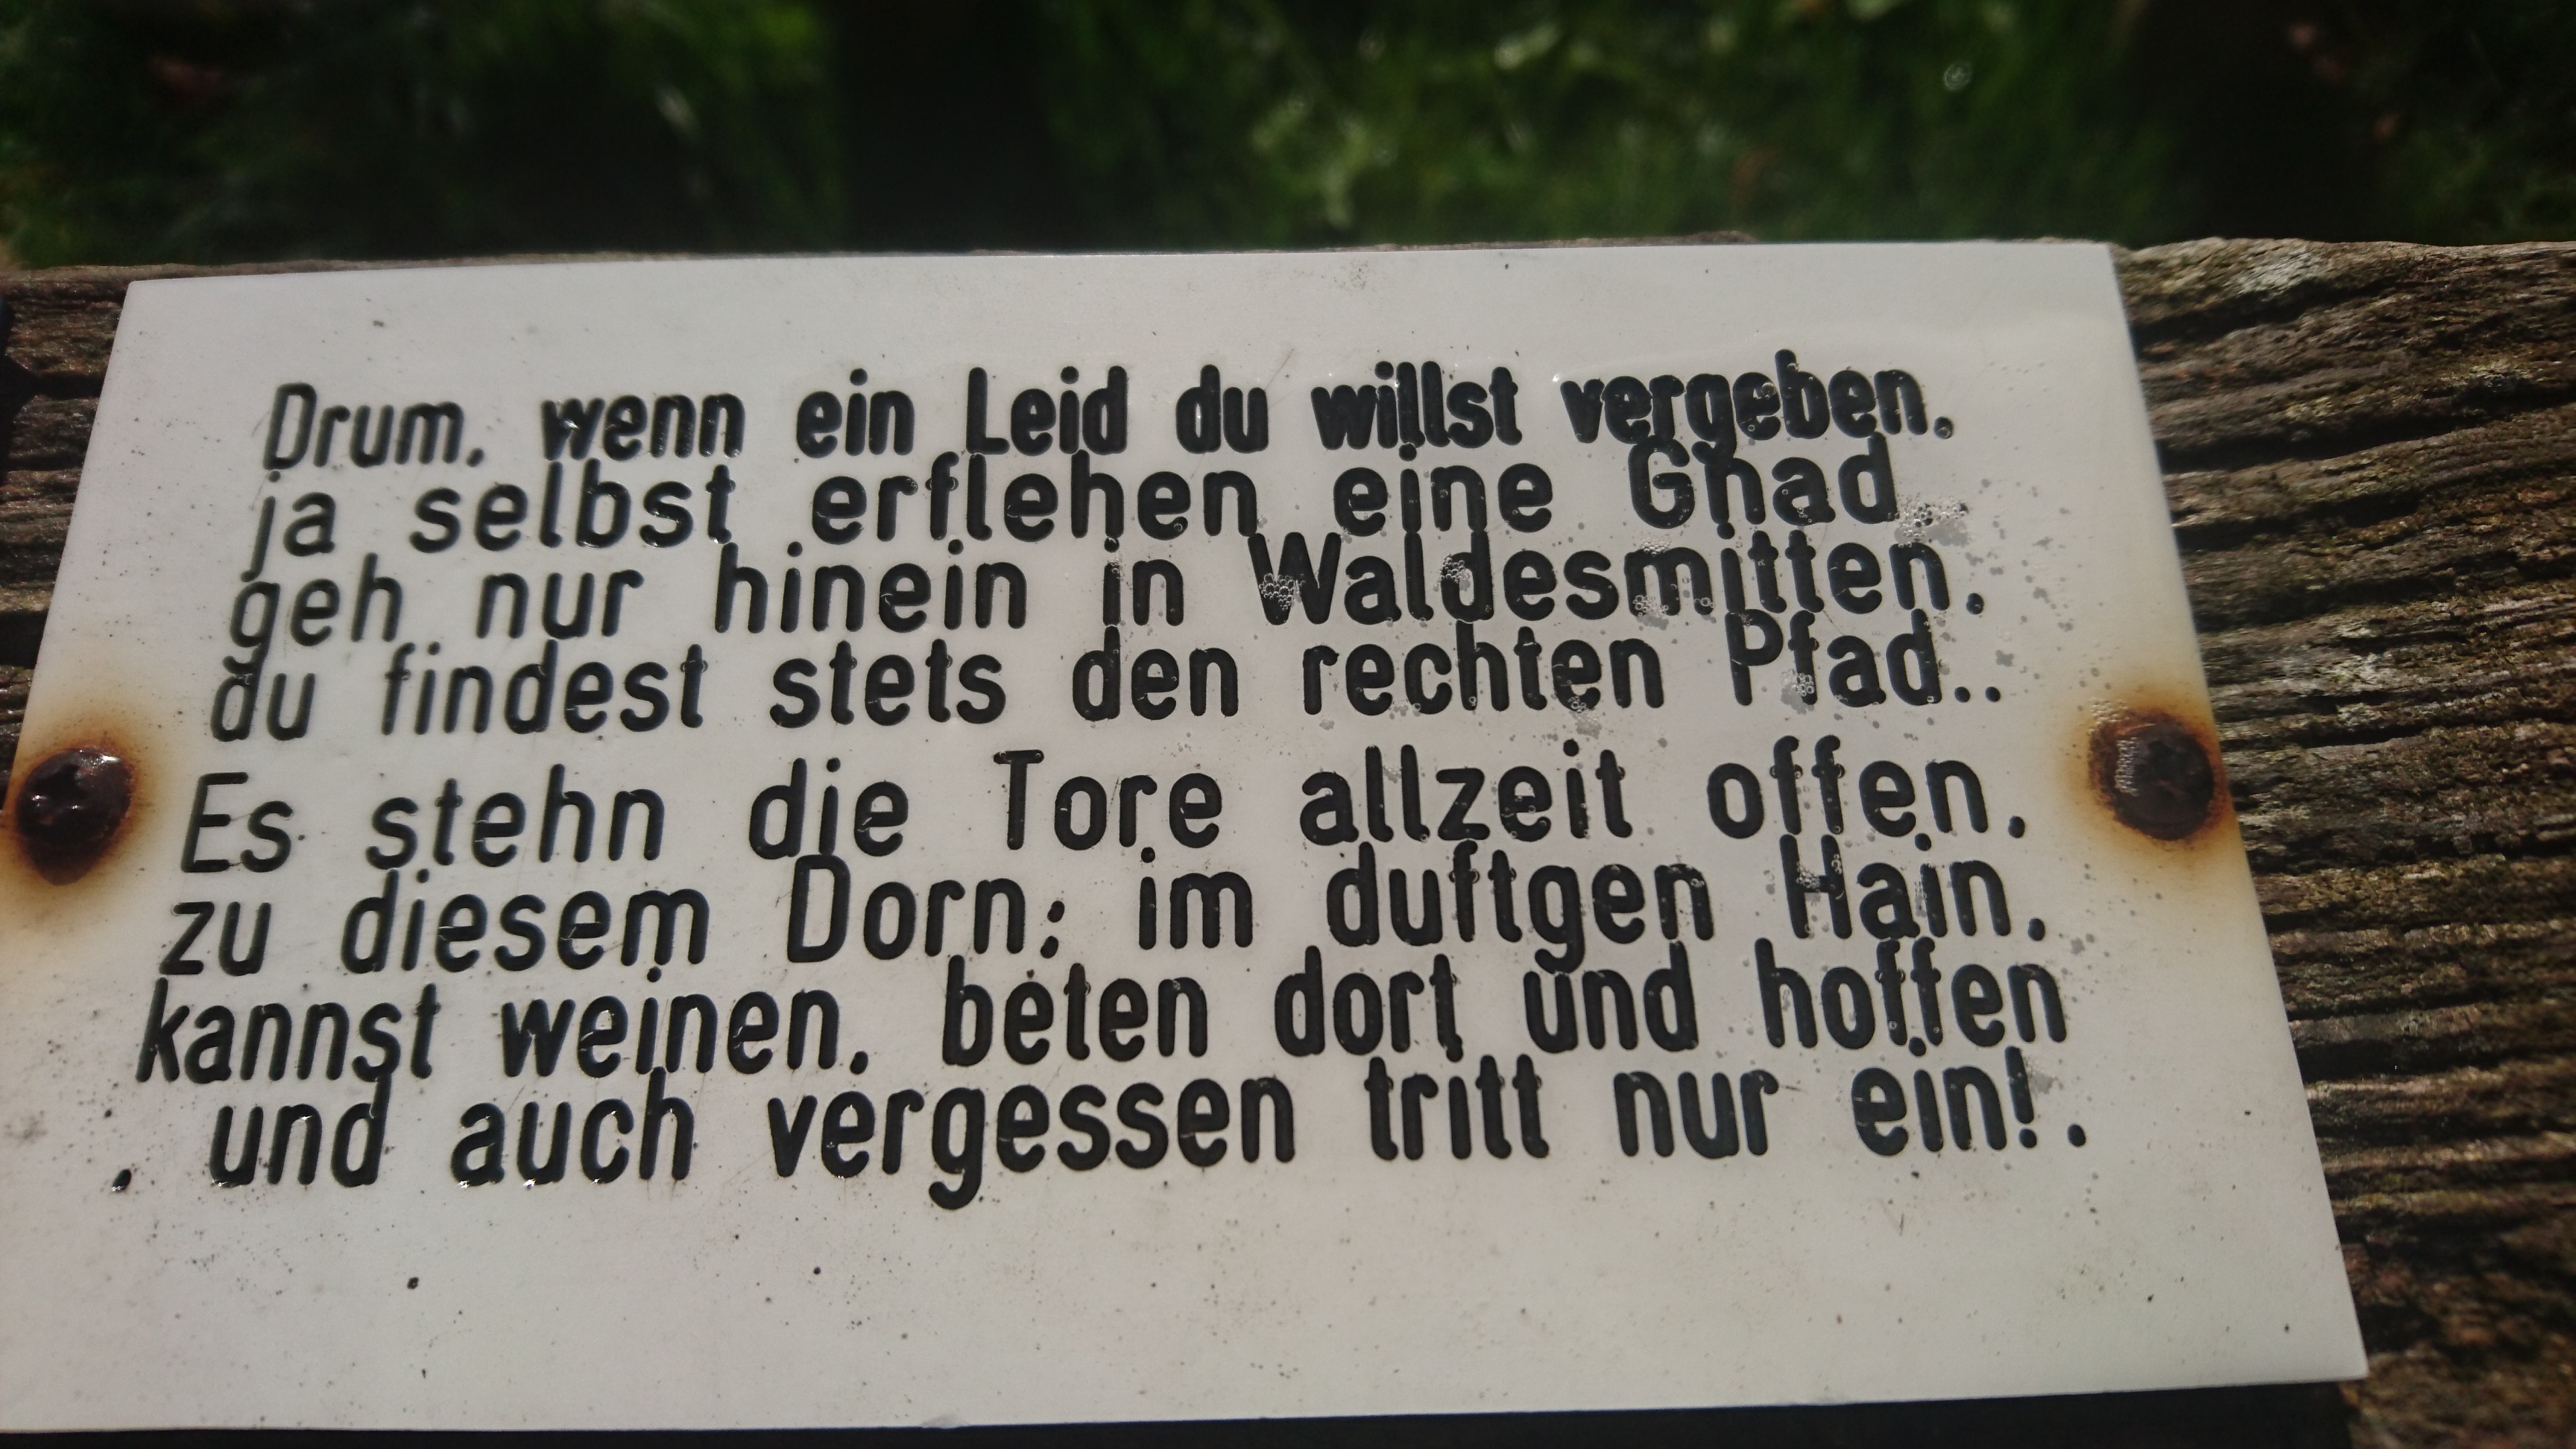 Drum, wenn ein Leid du willst vergeben,
ja selbst erflehen eine Gnad
geh nur hinein in Waldesmitten,
du findest stets den rechten Pfad..
Es stehn die Tore allzeit offen,
zu diesem Dorn; im duftgen Hain,
kannst weinen, beten dort und hoffen
. und auch vergessen tritt nur ein!.